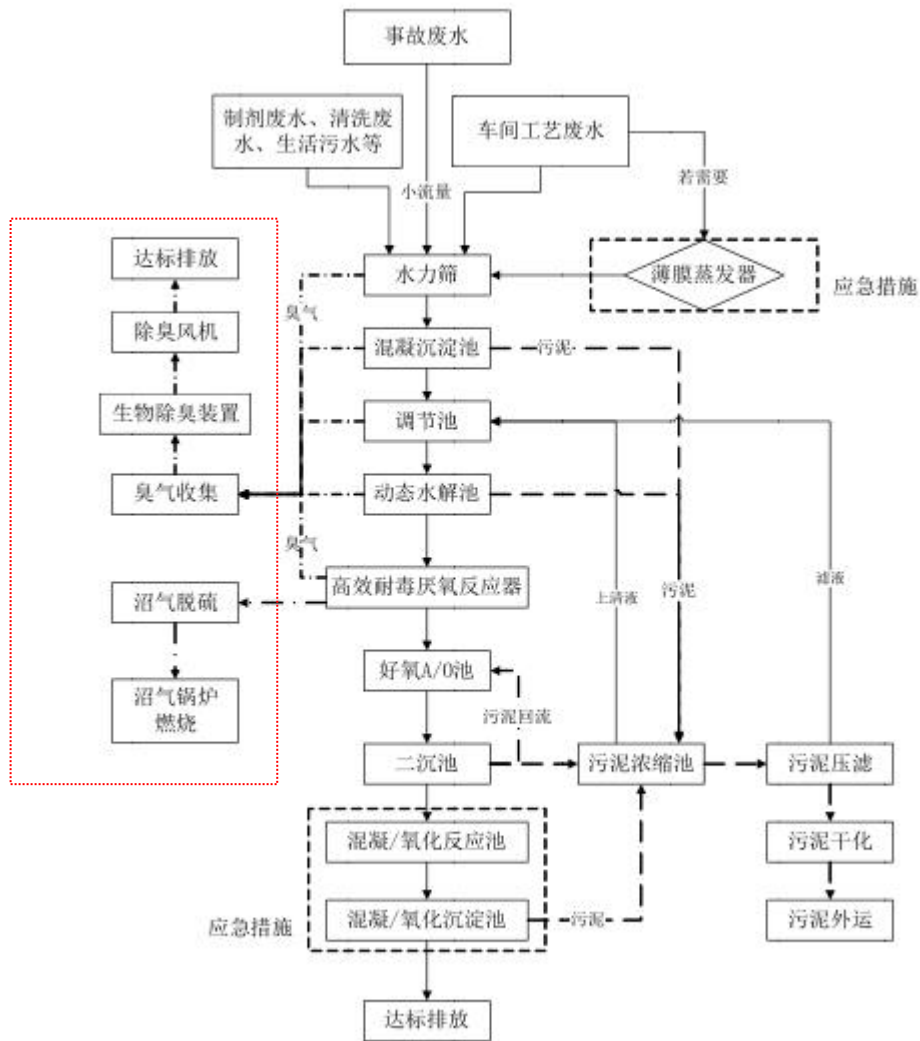 事故废水
制剂废水、清洗废
水、生活污水等
车间工艺废水
小流量
若需要
达标排放
水力筛
薄膜蒸发器
应急措施
臭气
除臭风机
混凝沉淀池
污泥
生物除臭装置
调节池
臭气收集
动态水解池
臭气
高效耐毒厌氧反应器
上清液
污泥
滤液
沼气脱硫
好氧A/O池
沼气锅炉
燃烧
污泥回流
二沉池
污泥浓缩池
污泥压滤
混凝/氧化反应池
污泥干化
应急措施
混凝/氧化沉淀池
污泥
污泥外运
达标排放